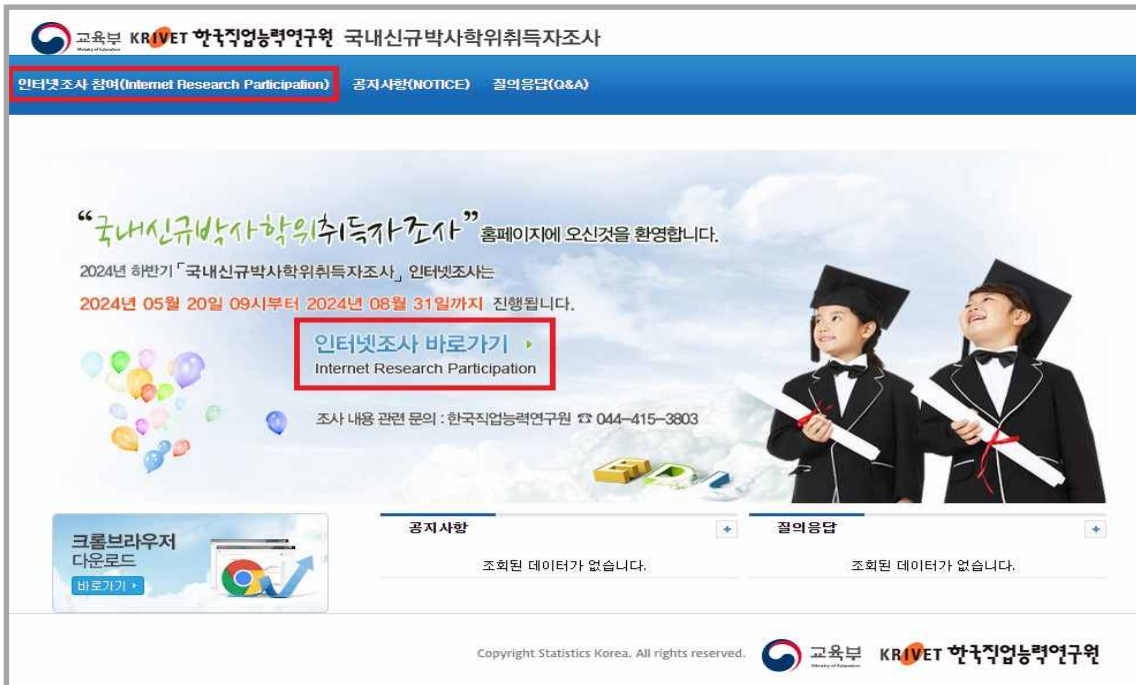 교육부 KRIVET 한국직업능력연구원 국내신규박사학위취득자조사
Ministry of Education
인터넷조사 참여(Internet Research Participation) 공지사항(NOTICE) 질의응답(Q&A)
“국내신규박사학위취득자조사” 홈페이지에 오신것을 환영합니다.
2024년 하반기 「국내신규박사학위취득자조사」 인터넷조사는
2024년 05월 20일 09시부터 2024년 08월 31일까지 진행됩니다.
인터넷조사 바로가기
Internet Research Participation
조사 내용 관련 문의 : 한국직업능력연구원 ☎ 044-415-3803
EDU
크롬브라우저
다운로드
바로가기
공지사항 +
조회된 데이터가 없습니다.
질의응답 +
조회된 데이터가 없습니다.
Copyright Statistics Korea. All rights reserved. 교육부 KRIVET 한국직업능력연구원
Ministry of Education